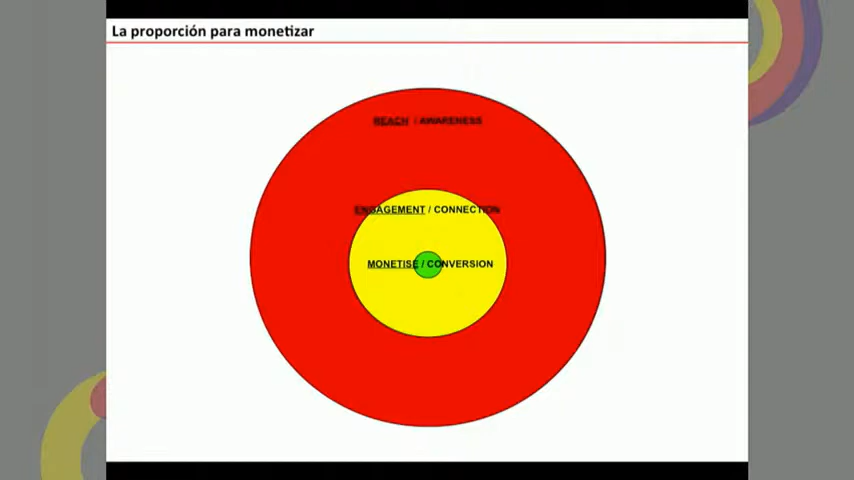 La proporción para monetizar
REACH / AWARENESS
ENGAGEMENT / CONNECTION
MONETISE / CONVERSION